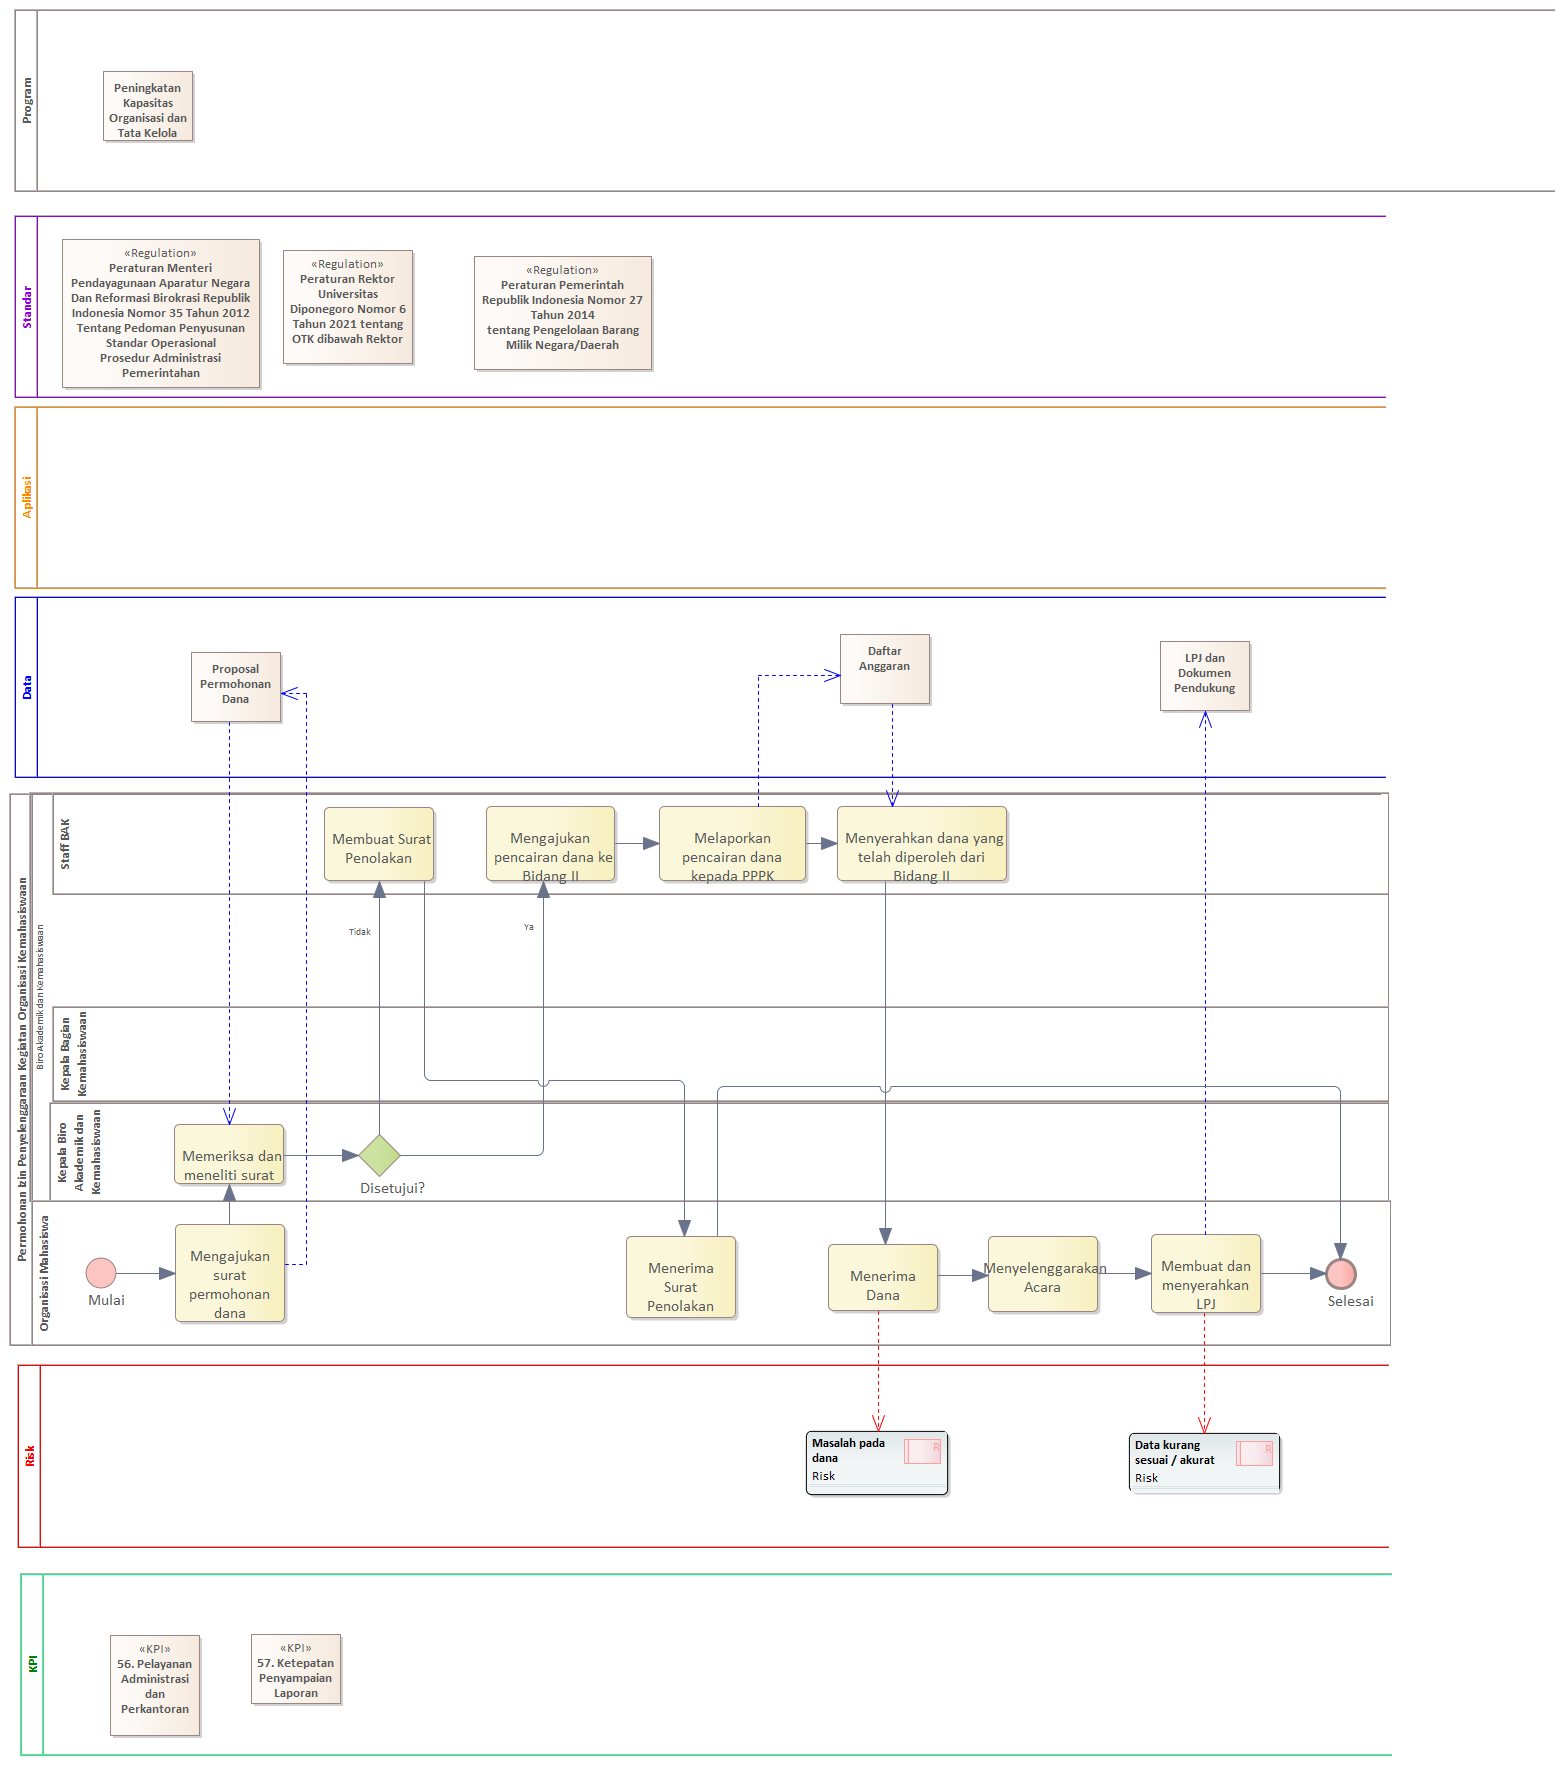 Program
Peningkatan
Kapasitas
Organisasi dan
Tata Kelola
Standar
«Regulation»
Peraturan Menteri
Pendayagunaan Aparatur Negara
Dan Reformasi Birokrasi Republik
Indonesia Nomor 35 Tahun 2012
Tentang Pedoman Penyusunan
Standar Operasional
Prosedur Administrasi
Pemerintahan
«Regulation»
Peraturan Rektor
Universitas
Diponegoro Nomor 6
Tahun 2021 tentang
OTK dibawah Rektor
«Regulation»
Peraturan Pemerintah
Republik Indonesia Nomor 27
Tahun 2014
tentang Pengelolaan Barang
Milik Negara/Daerah
Aplikasi
Data
Proposal
Permohonan
Dana
Daftar
Anggaran
LPJ dan
Dokumen
Pendukung
Permohonan Izin Penyelenggaraan Kegiatan Organisasi Kemahasiswaan
Biro Akademik dan Kemahasiswaan
Staff BAK
Membuat Surat
Penolakan
Mengajukan
pencairan dana ke
Bidang II
Melaporkan
pencairan dana
kepada PPPK
Menyerahkan dana yang
telah diperoleh dari
Bidang II
Tidak
Ya
Kepala Bagian
Kemahasiswaan
Kepala Biro
Akademik dan
Kemahasiswaan
Memeriksa dan
meneliti surat
Disetujui?
Organisasi Mahasiswa
Mulai
Mengajukan
surat
permohonan
dana
Menerima
Surat
Penolakan
Menerima
Dana
Menyelenggarakan
Acara
Membuat dan
menyerahkan
LPJ
Selesai
Risk
Masalah pada
dana
Risk
R
Data kurang
sesuai / akurat
Risk
R
KPI
«KPI»
56. Pelayanan
Administrasi
dan
Perkantoran
«KPI»
57. Ketepatan
Penyampaian
Laporan